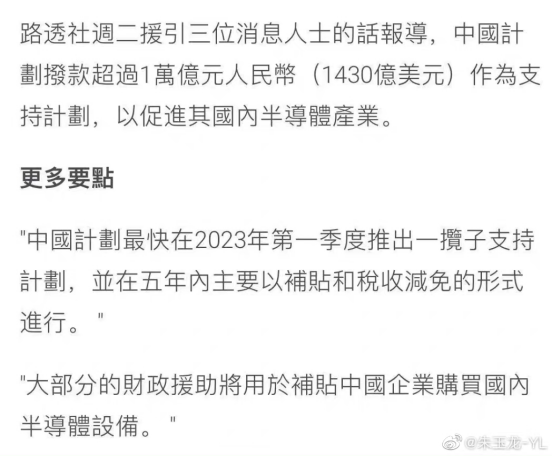 路透社週二援引三位消息人士的話報導，中國計
劃撥款超過1萬億元人民幣（1430億美元）作為支
持計劃，以促進其國內半導體產業。
更多要點
"中國計劃最快在2023年第一季度推出一攬子支持
計劃，並在五年內主要以補貼和稅收減免的形式
進行。"
"大部分的財政援助將用於補貼中國企業購買國內
半導體設備。"
@朱玉龙-YL